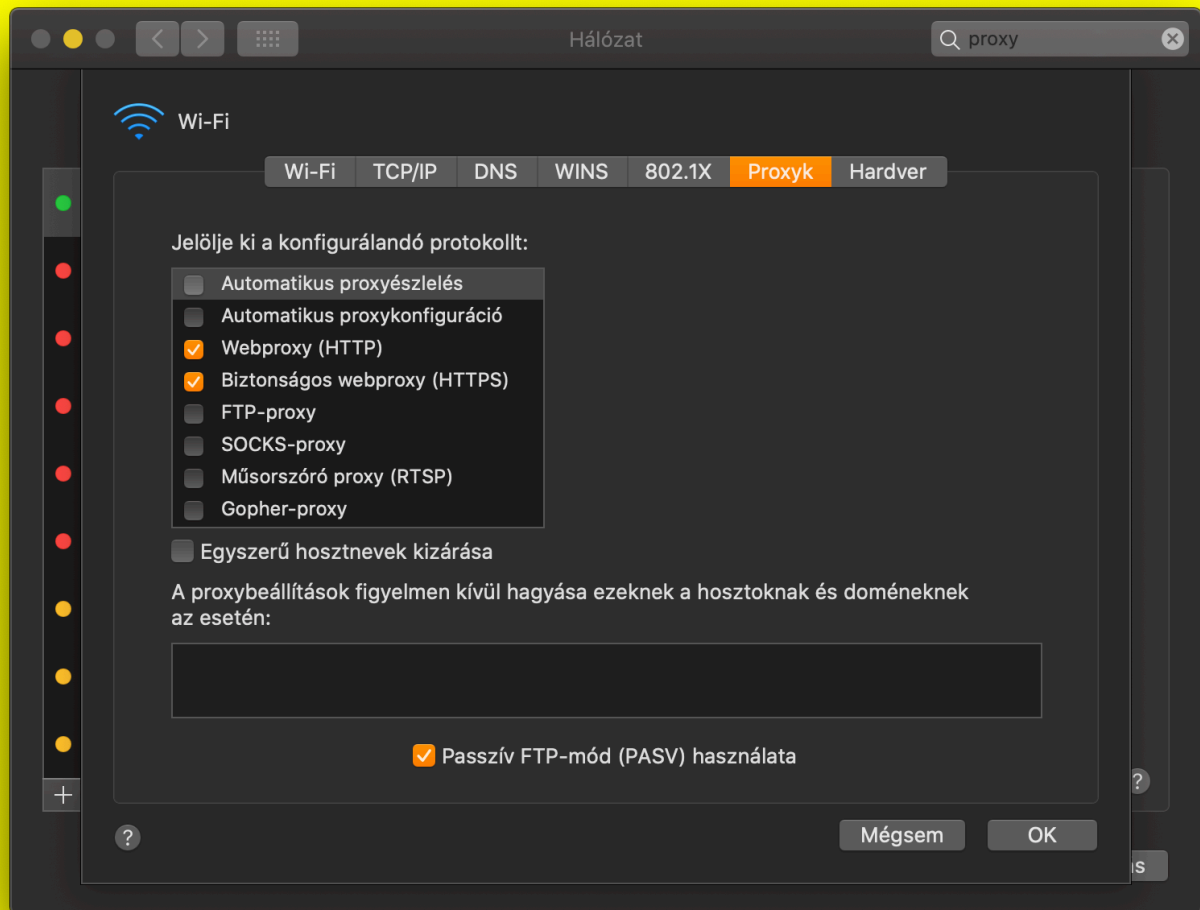 Hálózat
proxy
Wi-Fi
Wi-Fi TCP/IP DNS WINS 802.1X Proxyk Hardver
Jelölje ki a konfigurálandó protokollt:
Automatikus proxyészlelés
Automatikus proxykonfiguráció
Webproxy (HTTP)
Biztonságos webproxy (HTTPS)
FTP-proxy
SOCKS-proxy
Műsorszóró proxy (RTSP)
Gopher-proxy
Egyszerű hosztnevek kizárása
A proxybeállítások figyelmen kívül hagyása ezeknek a hosztoknak és doméneknek
az esetén:
Passzív FTP-mód (PASV) használata
+
?
?
Mégsem OK